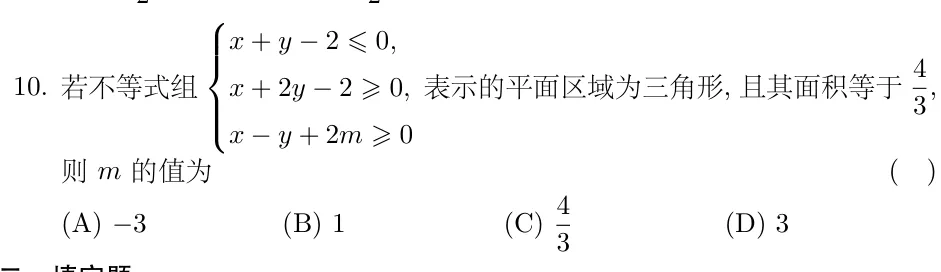 10. 若不等式组 { x + y − 2 ⩽ 0, x + 2y − 2 ⩾ 0, x − y + 2m ⩾ 0 表示的平面区域为三角形, 且其面积等于 4/3,
则 m 的值为 ( )
(A) −3 (B) 1 (C) 4/3 (D) 3